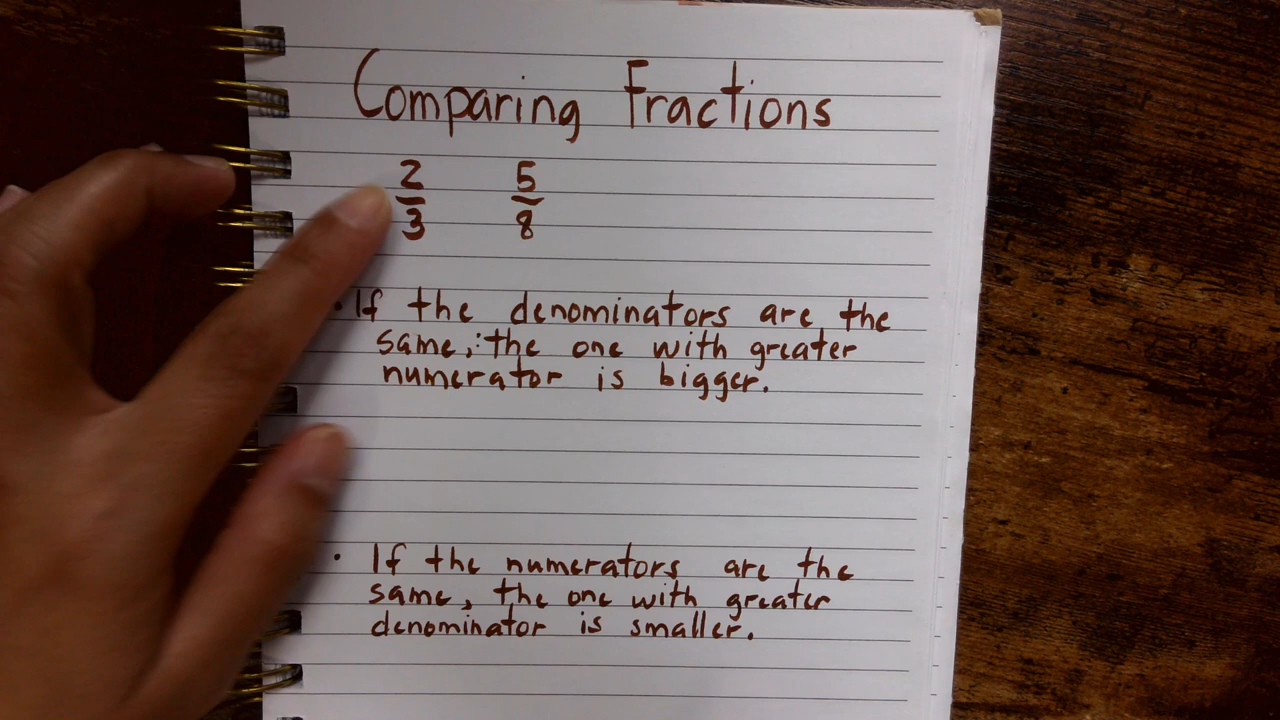 Comparing Fractions
2/3 5/8
• If the denominators are the
same, the one with greater
numerator is bigger.
• If the numerators are the
same, the one with greater
denominator is smaller.